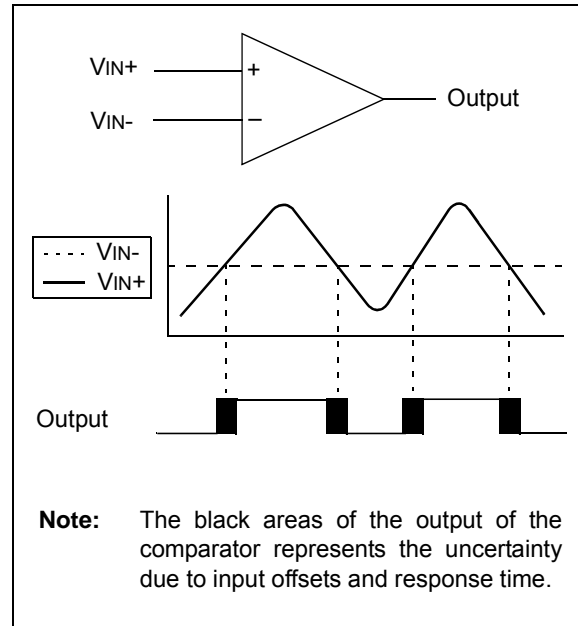 VIN+
+
Output
VIN-
–
VIN-
VIN+
Output
Note: The black areas of the output of the
comparator represents the uncertainty
due to input offsets and response time.